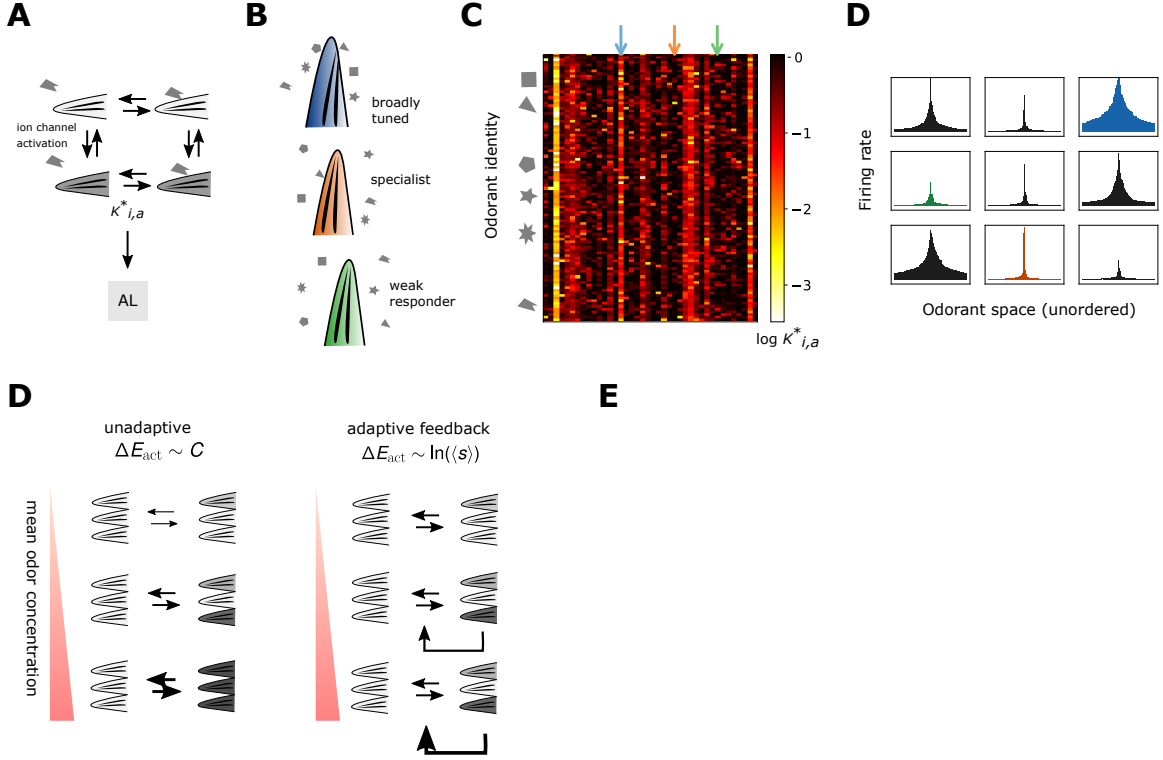 A
ion channel
activation
K*i,a
AL
B
broadly
tuned
specialist
weak
responder
C
Odorant identity
0
−1
−2
−3
log K*i,a
D
Firing rate
Odorant space (unordered)
D
unadaptive
ΔEact ∼ C
adaptive feedback
ΔEact ∼ ln(⟨s⟩)
mean odor concentration
E